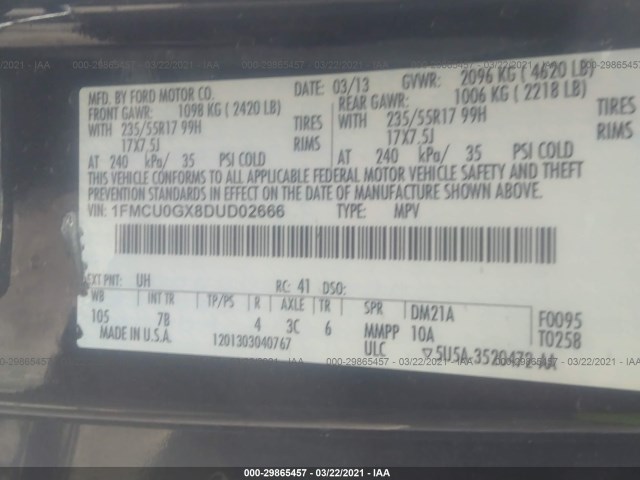 MFD. BY FORD MOTOR CO.
DATE: 03/13 GVWR: 2096 KG ( 4620 LB)
FRONT GAWR: 1098 KG ( 2420 LB)
REAR GAWR: 1006 KG ( 2218 LB)
WITH 235/55R17 99H TIRES
WITH 235/55R17 99H TIRES
17X7.5J RIMS
17X7.5J RIMS
AT 240 kPa/ 35 PSI COLD
AT 240 kPa/ 35 PSI COLD
THIS VEHICLE CONFORMS TO ALL APPLICABLE FEDERAL MOTOR VEHICLE SAFETY AND THEFT
PREVENTION STANDARDS IN EFFECT ON THE DATE OF MANUFACTURE SHOWN ABOVE.
VIN: 1FMCU0GX8DUD02666 TYPE: MPV
EXT PNT: UH RC: 41 DSO:
WB INT TR TP/PS R AXLE TR SPR DM21A F0095
105 7B 4 3C 6 MMPP 10A T0258
MADE IN U.S.A. 1201303040767 ULC ▽5U5A-3520472-AA
000-29865457 - 03/22/2021 - IAA